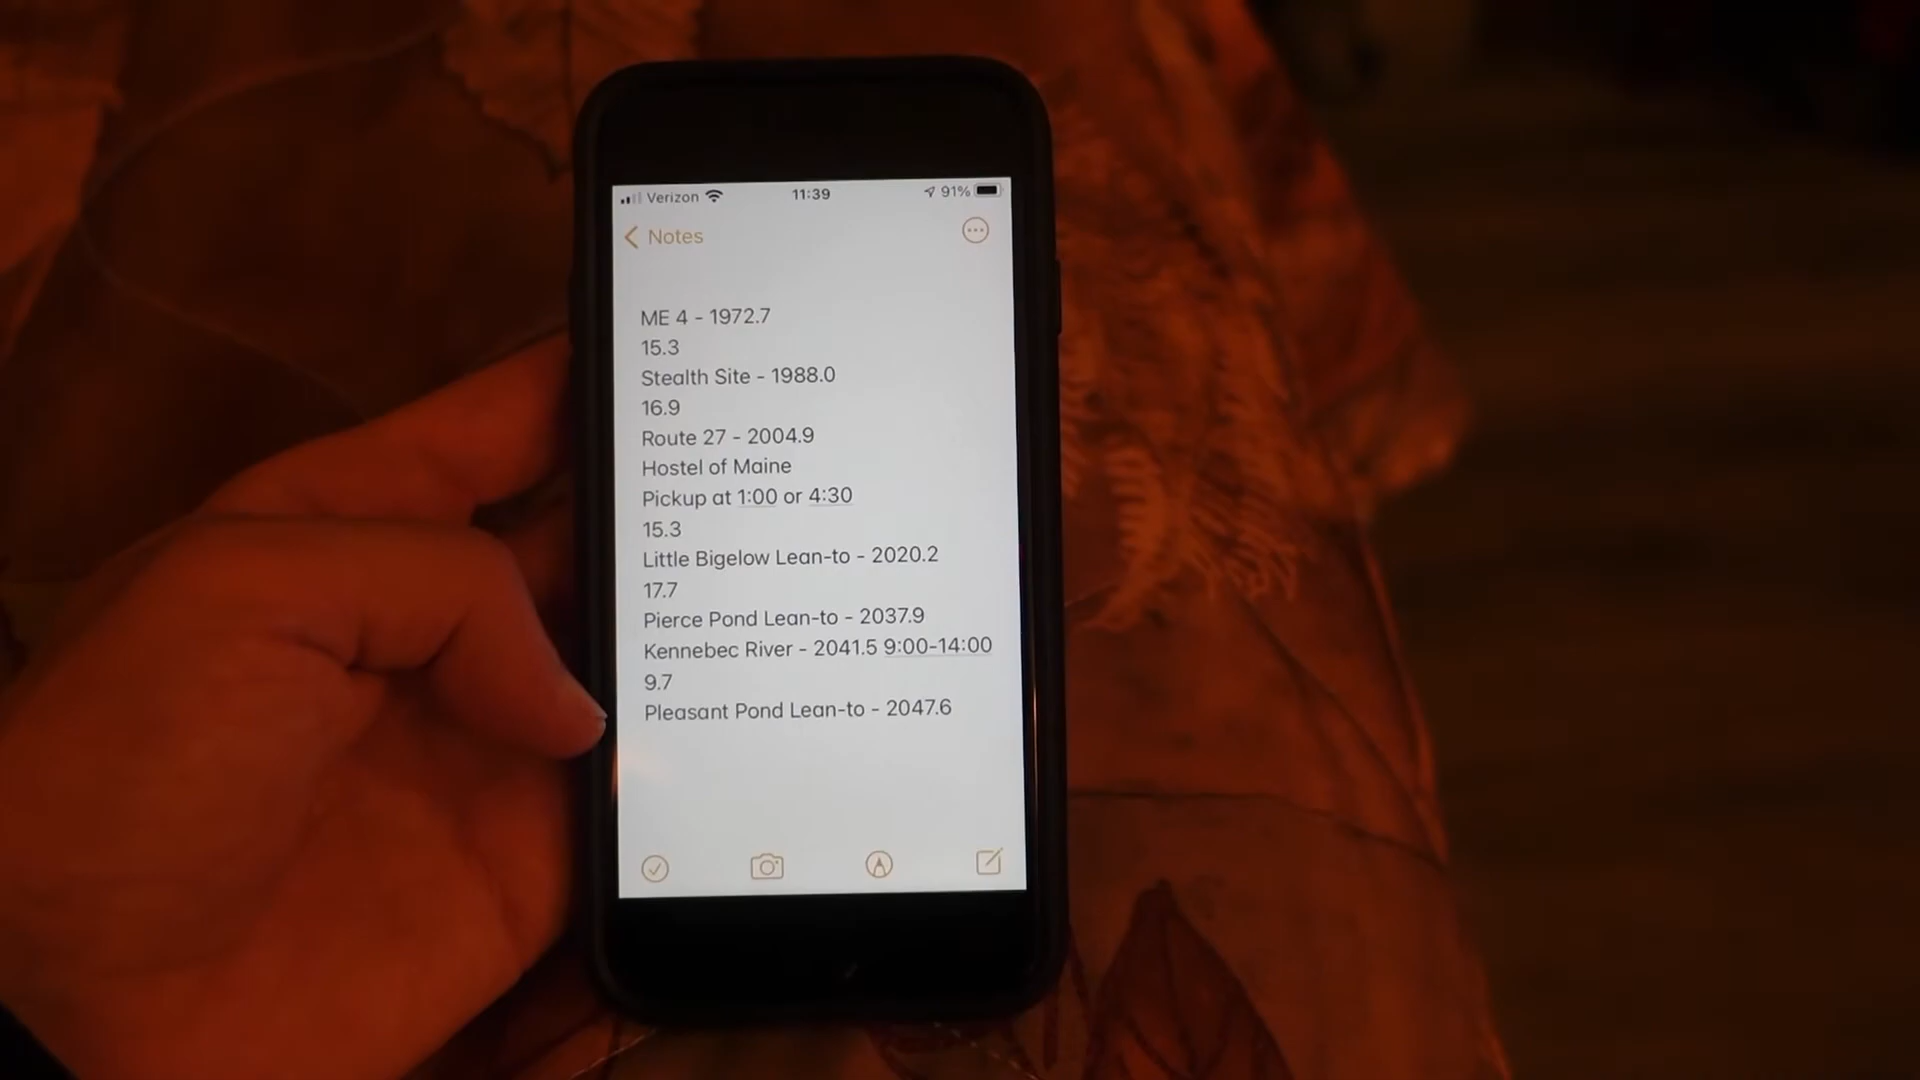 Verizon 11:39 91%
Notes
ME 4 - 1972.7
15.3
Stealth Site - 1988.0
16.9
Route 27 - 2004.9
Hostel of Maine
Pickup at 1:00 or 4:30
15.3
Little Bigelow Lean-to - 2020.2
17.7
Pierce Pond Lean-to - 2037.9
Kennebec River - 2041.5 9:00-14:00
9.7
Pleasant Pond Lean-to - 2047.6